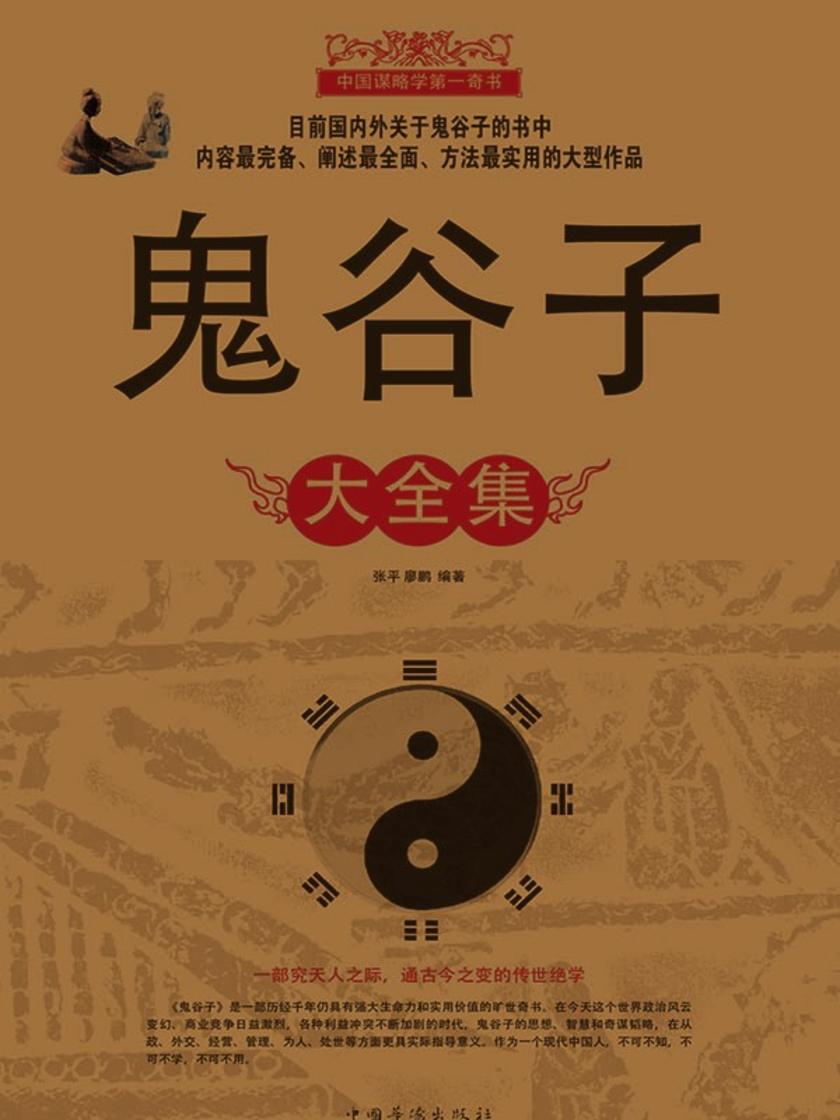 中国谋略学第一奇书
目前国内外关于鬼谷子的书中
内容最完备、阐述最全面、方法最实用的大型作品
鬼谷子
大全集
张平 廖鹏 编著
一部究天人之际，通古今之变的传世绝学
《鬼谷子》是一部历经千年仍具有强大生命力和实用价值的旷世奇书。在今天这个世界政治风云
变幻、商业竞争日益激烈，各种利益冲突不断加剧的时代，鬼谷子的思想、智慧和奇谋韬略，在从
政、外交、经营、管理、为人、处世等方面更具实际指导意义。作为一个现代中国人，不可不知，不
可不学，不可不用。
中国华侨出版社